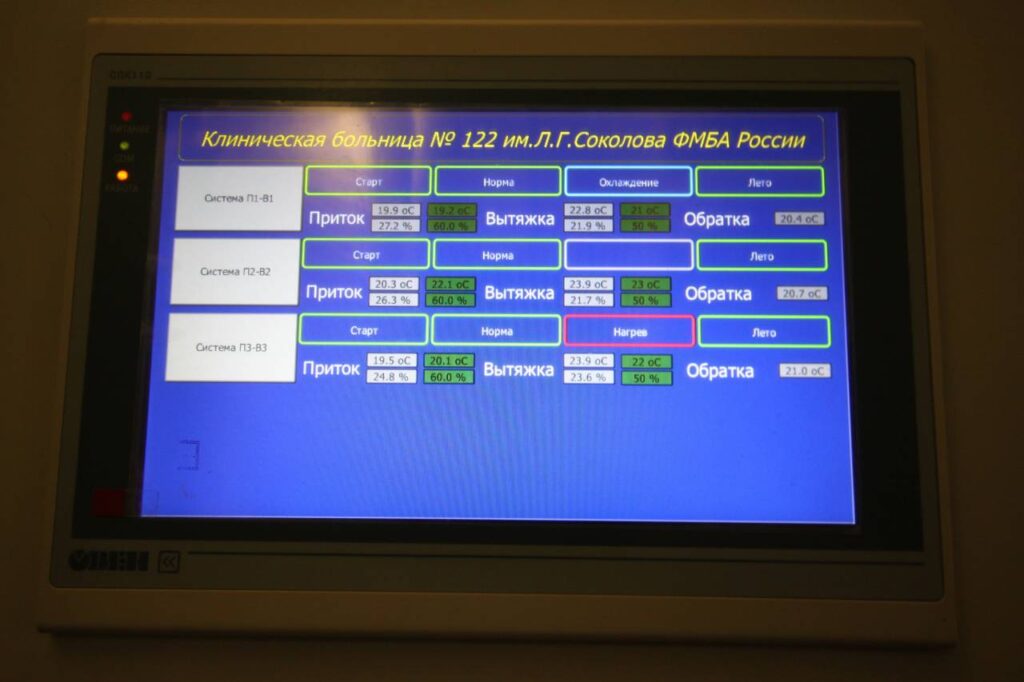 СПК110
ПИТАНИЕ
COM
РАБОТА
Клиническая больница № 122 им.Л.Г.Соколова ФМБА России
Система П1-В1
Старт Норма Охлаждение Лето
Приток 19.9 оС 19.2 оС Вытяжка 22.8 оС 21 оС Обратка 20.4 оС
27.2 % 60.0 % 21.9 % 50 %
Система П2-В2
Старт Норма Лето
Приток 20.3 оС 22.1 оС Вытяжка 23.9 оС 23 оС Обратка 20.7 оС
26.3 % 60.0 % 21.7 % 50 %
Система П3-В3
Старт Норма Нагрев Лето
Приток 19.5 оС 20.1 оС Вытяжка 23.9 оС 22 оС Обратка 21.0 оС
24.8 % 60.0 % 23.6 % 50 %
ОВЕН